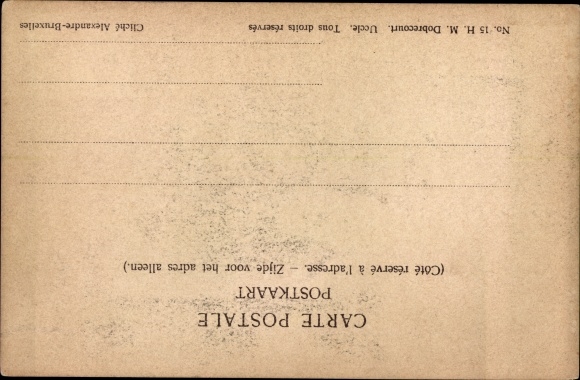 CARTE POSTALE
POSTKAART
(Côté réservé à l'adresse. – Zijde voor het adres alleen.)
No. 15 H. M. Dobrecourt. Uccle. Tous droits réservés Cliché Alexandre-Bruxelles